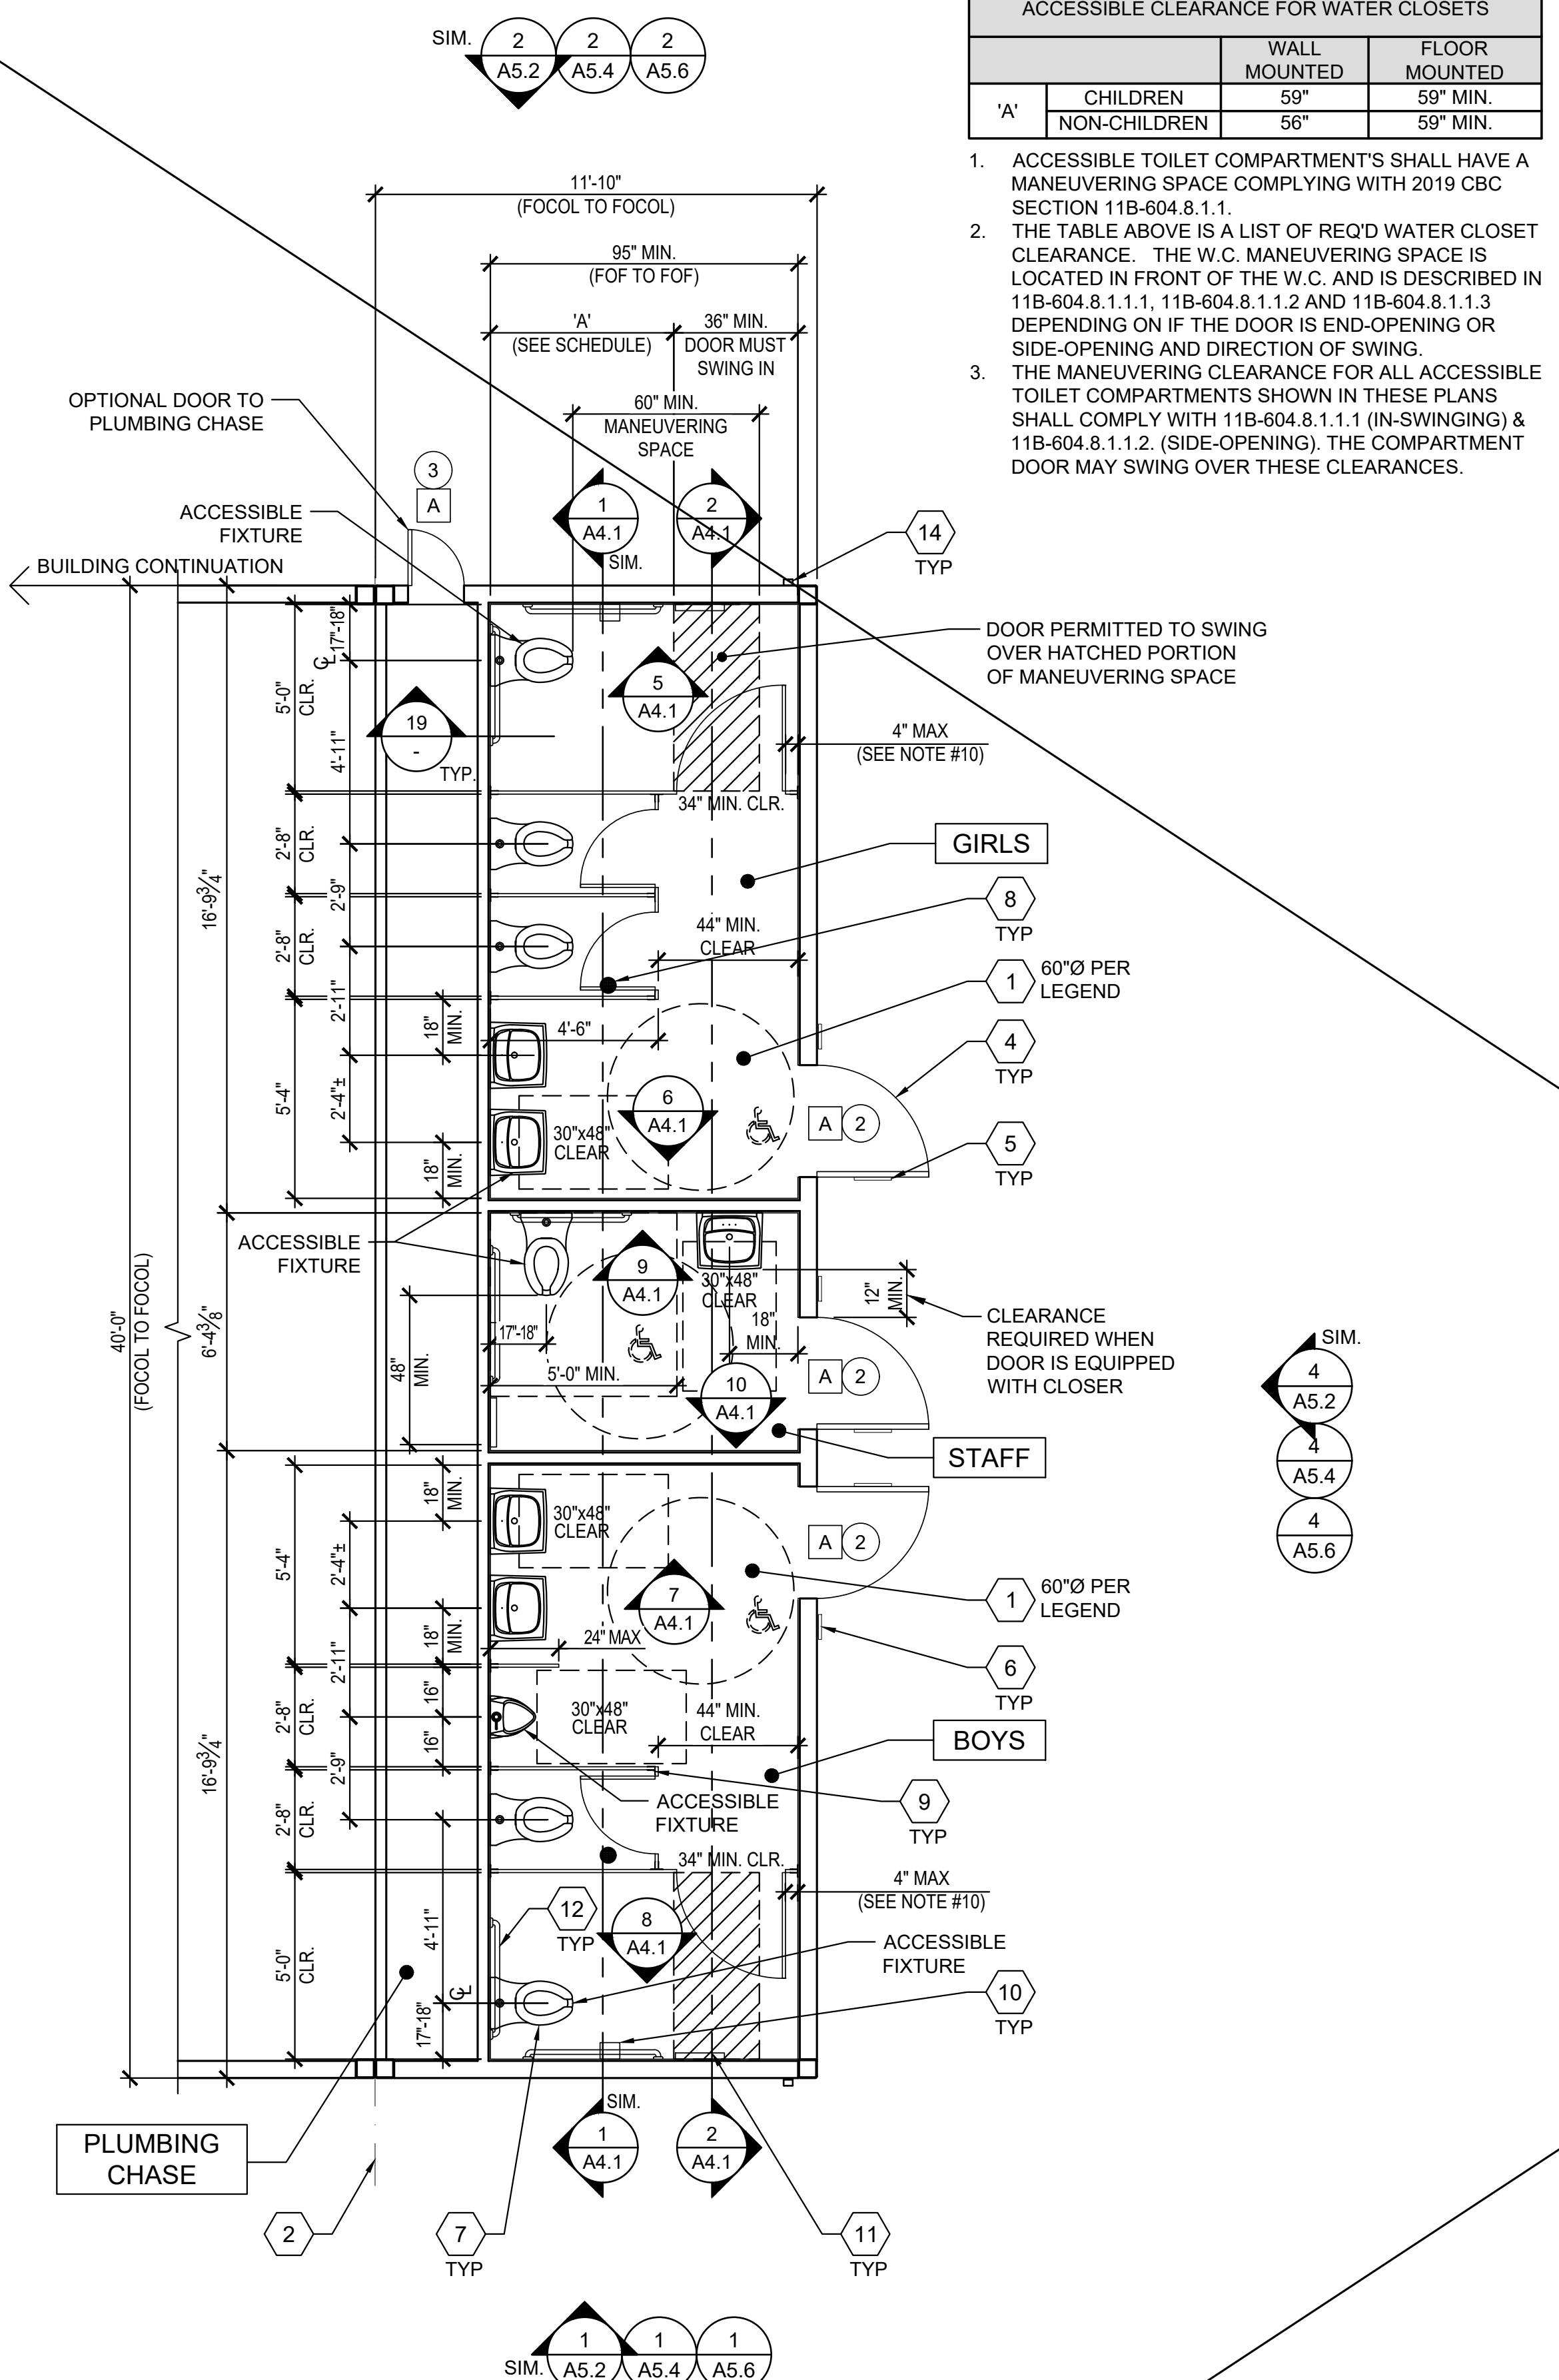 ACCESSIBLE CLEARANCE FOR WATER CLOSETS
WALL MOUNTED
FLOOR MOUNTED
'A'
CHILDREN 59" 59" MIN.
NON-CHILDREN 56" 59" MIN.
1. ACCESSIBLE TOILET COMPARTMENT'S SHALL HAVE A
MANEUVERING SPACE COMPLYING WITH 2019 CBC
SECTION 11B-604.8.1.1.
2. THE TABLE ABOVE IS A LIST OF REQ'D WATER CLOSET
CLEARANCE. THE W.C. MANEUVERING SPACE IS
LOCATED IN FRONT OF THE W.C. AND IS DESCRIBED IN
11B-604.8.1.1.1, 11B-604.8.1.1.2 AND 11B-604.8.1.1.3
DEPENDING ON IF THE DOOR IS END-OPENING OR
SIDE-OPENING AND DIRECTION OF SWING.
3. THE MANEUVERING CLEARANCE FOR ALL ACCESSIBLE
TOILET COMPARTMENTS SHOWN IN THESE PLANS
SHALL COMPLY WITH 11B-604.8.1.1.1 (IN-SWINGING) &
11B-604.8.1.1.2. (SIDE-OPENING). THE COMPARTMENT
DOOR MAY SWING OVER THESE CLEARANCES.
SIM.
2 2 2
A5.2 A5.4 A5.6
11'-10"
(FOCOL TO FOCOL)
95" MIN.
(FOF TO FOF)
'A'
(SEE SCHEDULE)
36" MIN.
DOOR MUST
SWING IN
60" MIN.
MANEUVERING
SPACE
OPTIONAL DOOR TO
PLUMBING CHASE
3
A
ACCESSIBLE
FIXTURE
BUILDING CONTINUATION
1
A4.1
SIM.
2
A4.1
14
TYP
17"-18"
CL
5'-0"
CLR.
4'-11"
19
-
TYP.
5
A4.1
DOOR PERMITTED TO SWING
OVER HATCHED PORTION
OF MANEUVERING SPACE
4" MAX
(SEE NOTE #10)
34" MIN. CLR.
GIRLS
8
TYP
2'-8"
CLR.
2'-9"
16'-9¾"
2'-8"
CLR.
44" MIN.
CLEAR
1
60"Ø PER
LEGEND
2'-11"
18"
MIN.
4'-6"
4
TYP
5'-4"
2'-4"±
6
A4.1
A 2
30"x48"
CLEAR
18"
MIN.
5
TYP
ACCESSIBLE
FIXTURE
9
A4.1
30"x48"
CLEAR
12"
MIN.
CLEARANCE
REQUIRED WHEN
DOOR IS EQUIPPED
WITH CLOSER
40'-0"
(FOCOL TO FOCOL)
6'-4⅜"
48"
MIN.
17"-18"
18"
MIN.
5'-0" MIN.
10
A4.1
A 2
STAFF
SIM.
4
A5.2
4
A5.4
4
A5.6
18"
MIN.
30"x48"
CLEAR
A 2
5'-4"
2'-4"±
7
A4.1
1
60"Ø PER
LEGEND
18"
MIN.
24" MAX
6
TYP
2'-11"
16"
2'-8"
CLR.
30"x48"
CLEAR
44" MIN.
CLEAR
BOYS
16"
2'-9"
16'-9¾"
ACCESSIBLE
FIXTURE
9
TYP
2'-8"
CLR.
34" MIN. CLR.
4" MAX
(SEE NOTE #10)
12
TYP
8
A4.1
4'-11"
5'-0"
CLR.
ACCESSIBLE
FIXTURE
CL
10
TYP
17"-18"
SIM.
1
A4.1
2
A4.1
PLUMBING
CHASE
2
7
TYP
11
TYP
1 1 1
SIM. A5.2 A5.4 A5.6